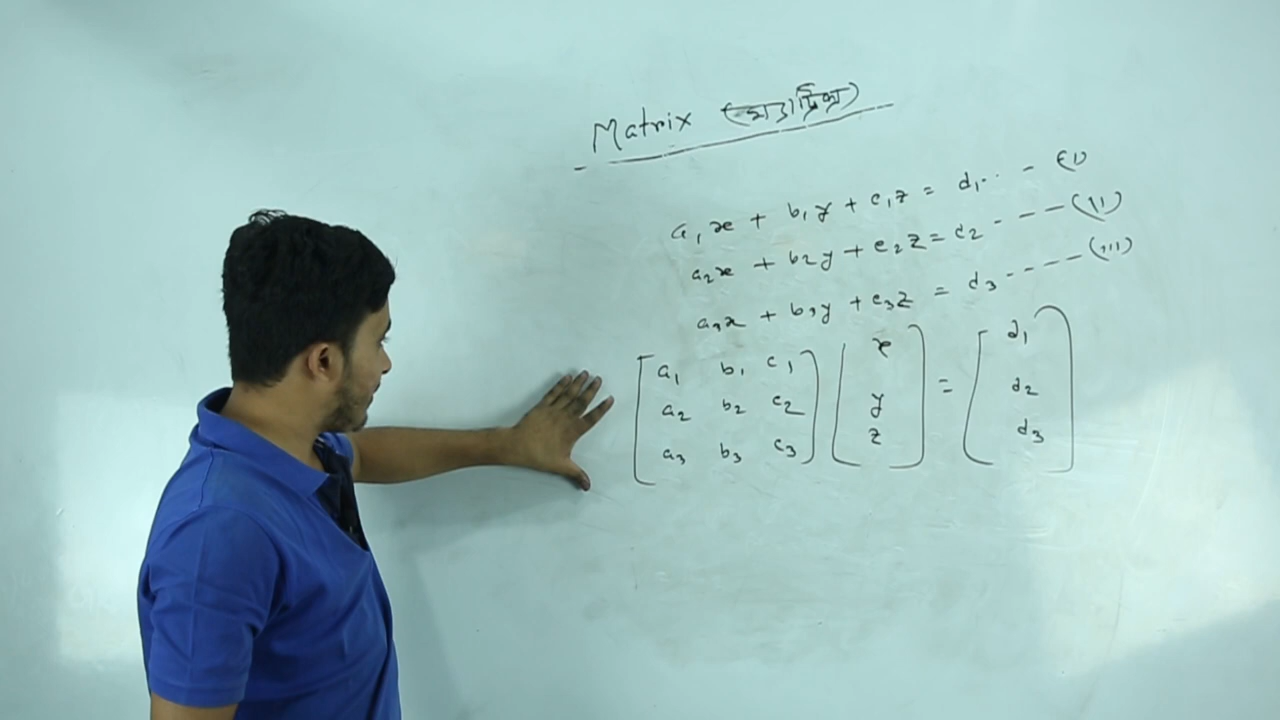 Matrix (ম্যাট্রিক্স)
a₁x + b₁y + c₁z = d₁.. - (i)
a₂x + b₂y + c₂z = d₂ - - - (ii)
a₃x + b₃y + c₃z = d₃ - - - - (iii)
[a₁ b₁ c₁] [x] = [d₁]
[a₂ b₂ c₂] [y] [d₂]
[a₃ b₃ c₃] [z] [d₃]